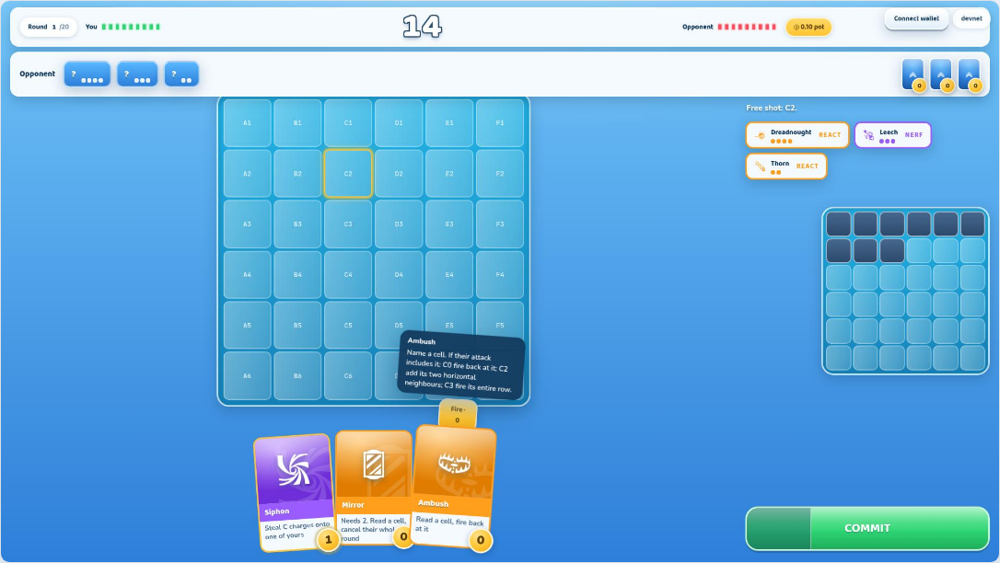 Round 1 /20
You
14
Opponent
0.10 pot
Connect wallet
devnet
Opponent
?
?
?
0
0
0
Free shot: C2.
Dreadnought
REACT
Leech
NERF
Thorn
REACT
A1 B1 C1 D1 E1 F1
A2 B2 C2 D2 E2 F2
A3 B3 C3 D3 E3 F3
A4 B4 C4 D4 E4 F4
A5 B5 C5 D5 E5 F5
A6 B6 C6
Ambush
Name a cell. If their attack
includes it: C0 fire back at it; C2
add its two horizontal
neighbours; C3 fire its entire row.
Fire ·
0
Siphon
Steal C charges onto
one of yours
1
Mirror
Needs 2. Read a cell,
cancel their whol
round
0
Ambush
Read a cell, fire back
at it
0
COMMIT